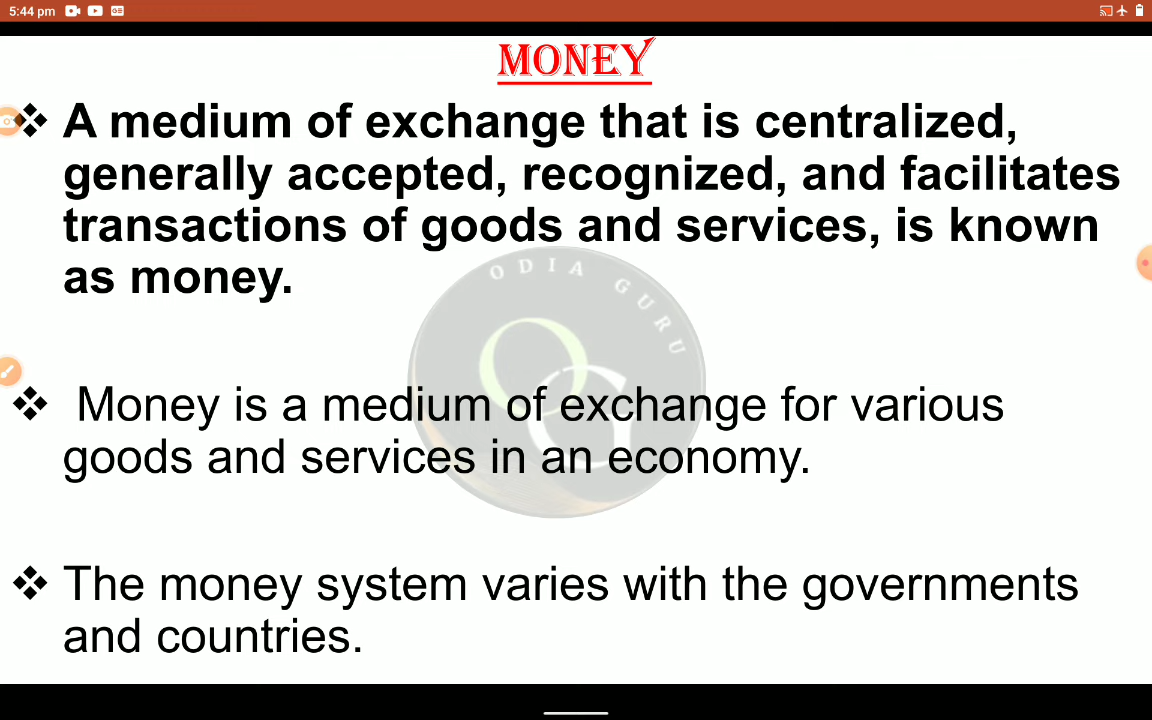 5:44 pm
MONEY
❖ A medium of exchange that is centralized,
generally accepted, recognized, and facilitates
transactions of goods and services, is known
as money.
ODIA GURU
OG
❖ Money is a medium of exchange for various
goods and services in an economy.
❖ The money system varies with the governments
and countries.